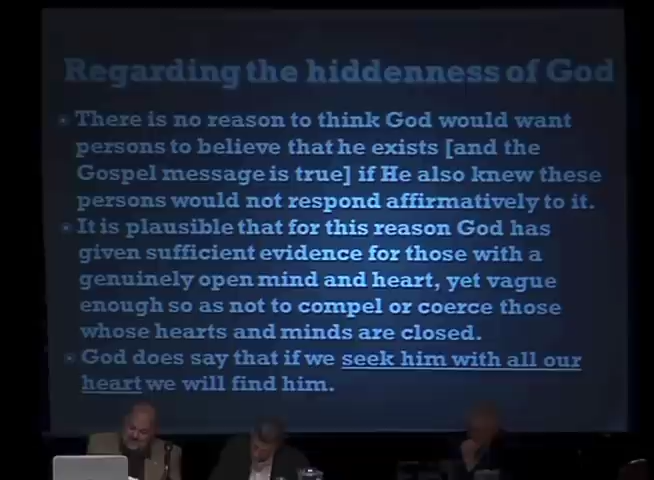 Regarding the hiddenness of God
There is no reason to think God would want
persons to believe that he exists [and the
Gospel message is true] if He also knew these
persons would not respond affirmatively to it.
It is plausible that for this reason God has
given sufficient evidence for those with a
genuinely open mind and heart, yet vague
enough so as not to compel or coerce those
whose hearts and minds are closed.
God does say that if we seek him with all our
heart we will find him.